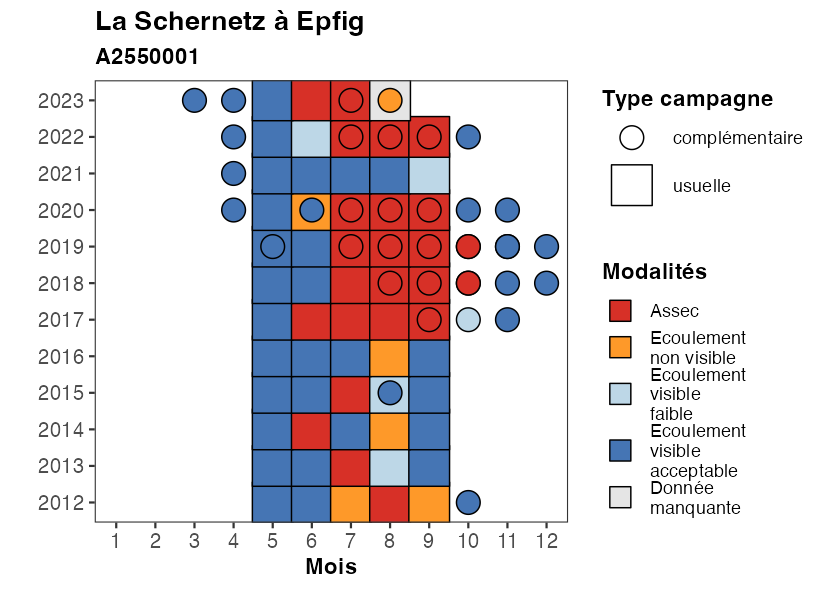 La Schernetz à Epfig
A2550001
2023
2022
2021
2020
2019
2018
2017
2016
2015
2014
2013
2012
1 2 3 4 5 6 7 8 9 10 11 12
Mois
Type campagne
complémentaire
usuelle
Modalités
Assec
Ecoulement
non visible
Ecoulement
visible
faible
Ecoulement
visible
acceptable
Donnée
manquante